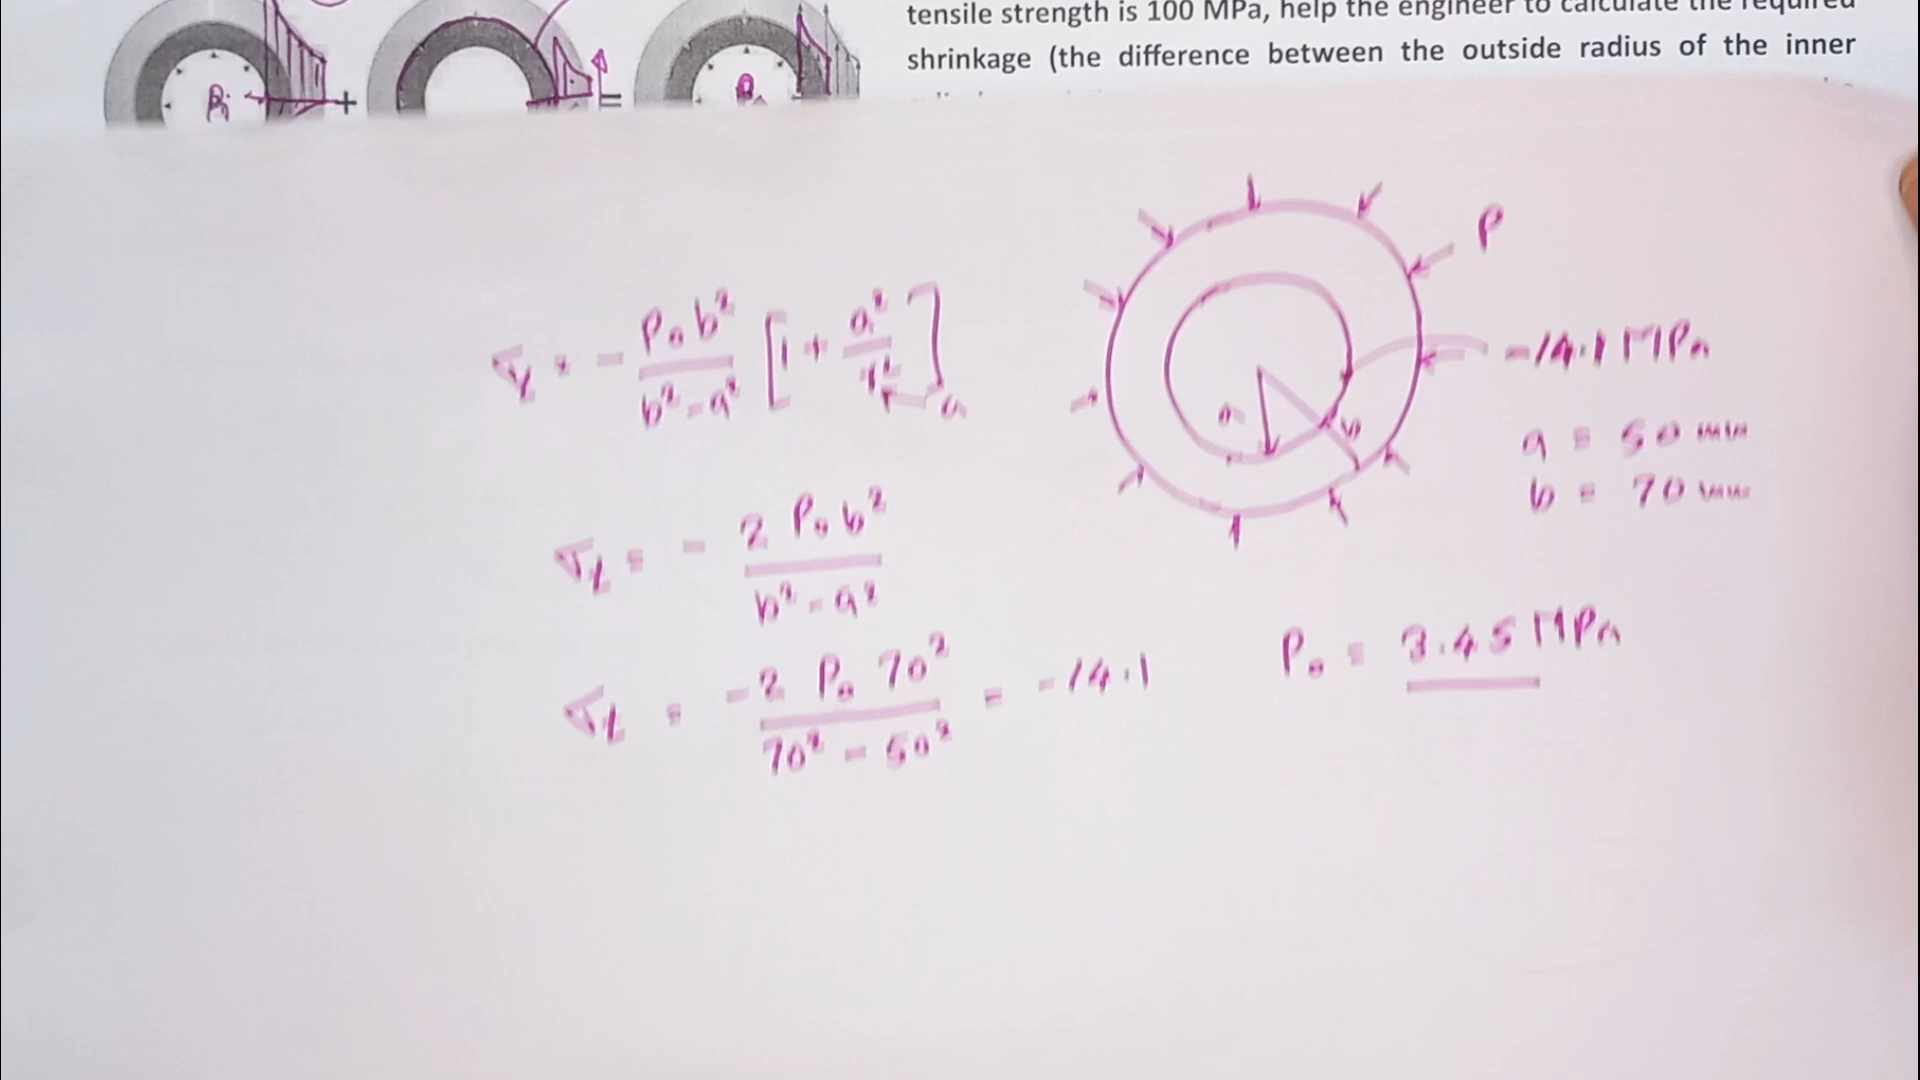 tensile strength is 100 MPa, help the engineer to calculate the required
shrinkage (the difference between the outside radius of the inner
Pi + =
P
σt = - Po b² / b² - a² [1 + a² / r²] a
-14.1 MPa
a b
a = 50 mm
b = 70 mm
σt = - 2 Po b² / b² - a²
σt = -2 Po 70² / 70² - 50² = -14.1
Po = 3.45 MPa